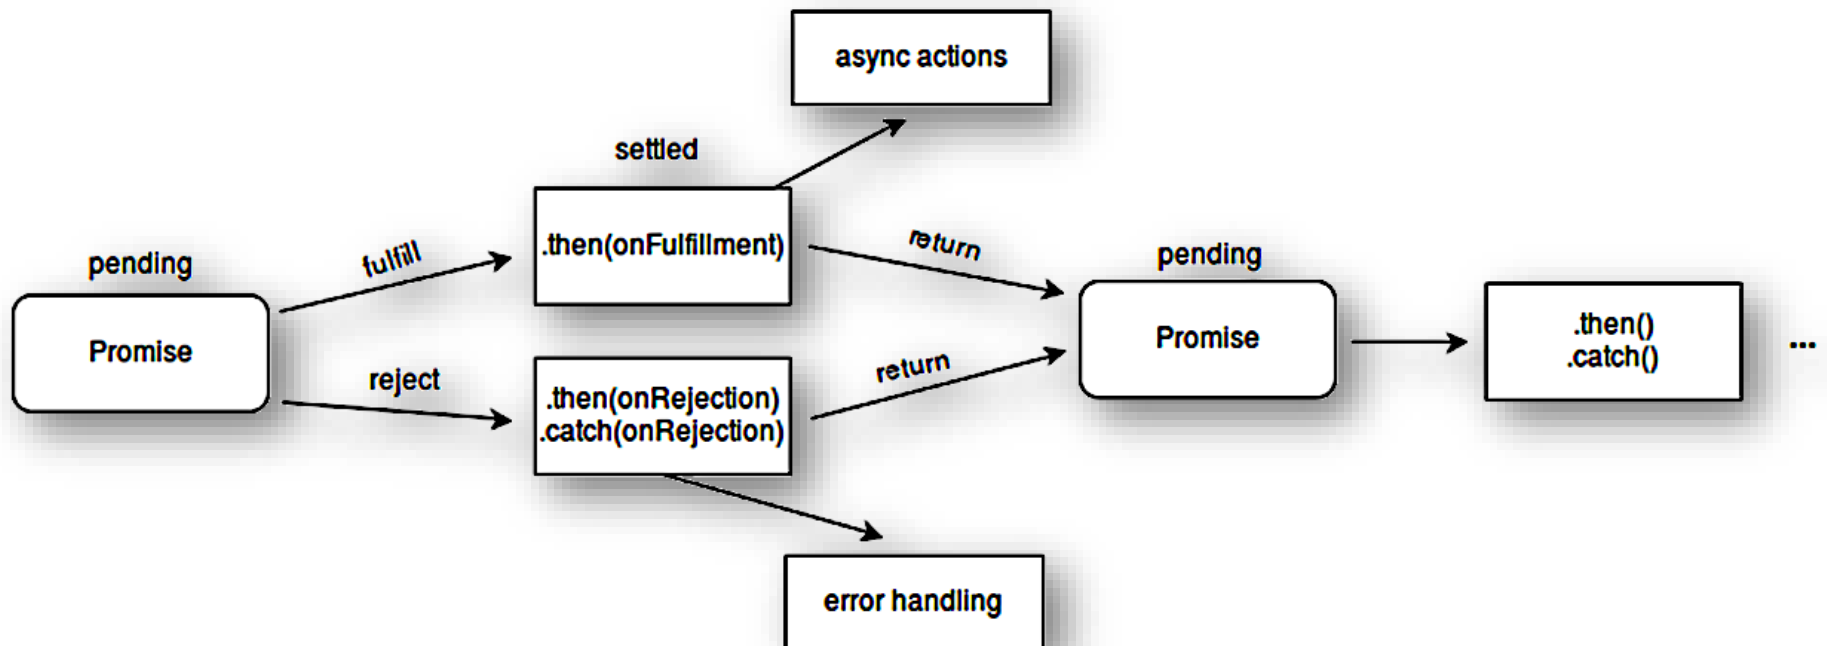 async actions
settled
.then(onFulfillment)
return
pending
fulfill
pending
Promise
Promise
.then()
.catch()
...
reject
return
.then(onRejection)
.catch(onRejection)
error handling